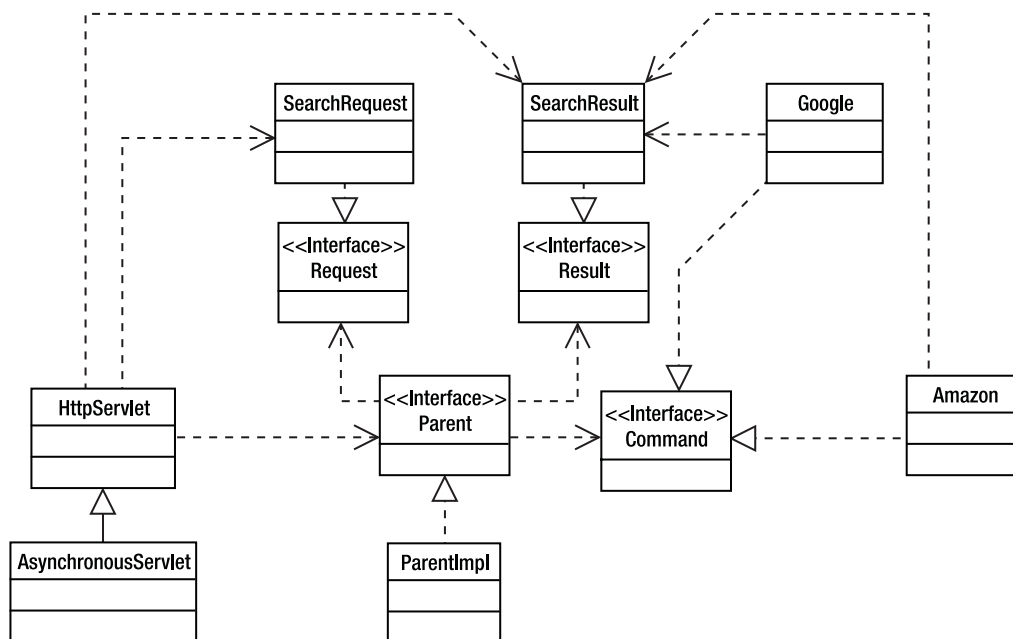 SearchRequest
SearchResult
Google
<<Interface>>
Request
<<Interface>>
Result
HttpServlet
<<Interface>>
Parent
<<Interface>>
Command
Amazon
AsynchronousServlet
ParentImpl